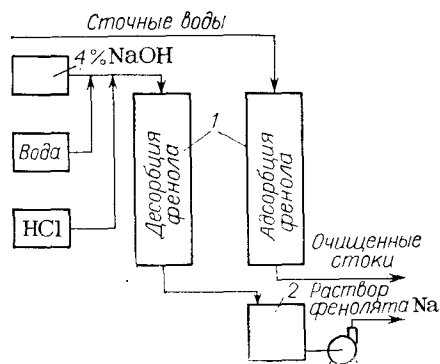 Сточные воды
4% NaOH
1
Вода
Десорбция
фенола
Адсорбция
фенола
HCl
Очищенные
стоки
2 Раствор
фенолята Na